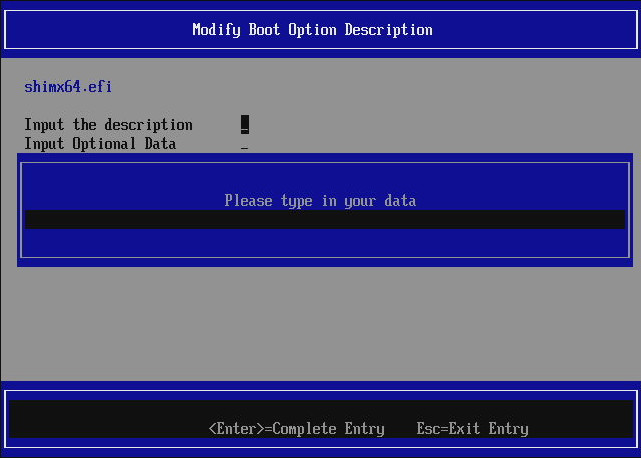 Modify Boot Option Description
shimx64.efi
Input the description _
Input Optional Data _
Please type in your data
<Enter>=Complete Entry Esc=Exit Entry